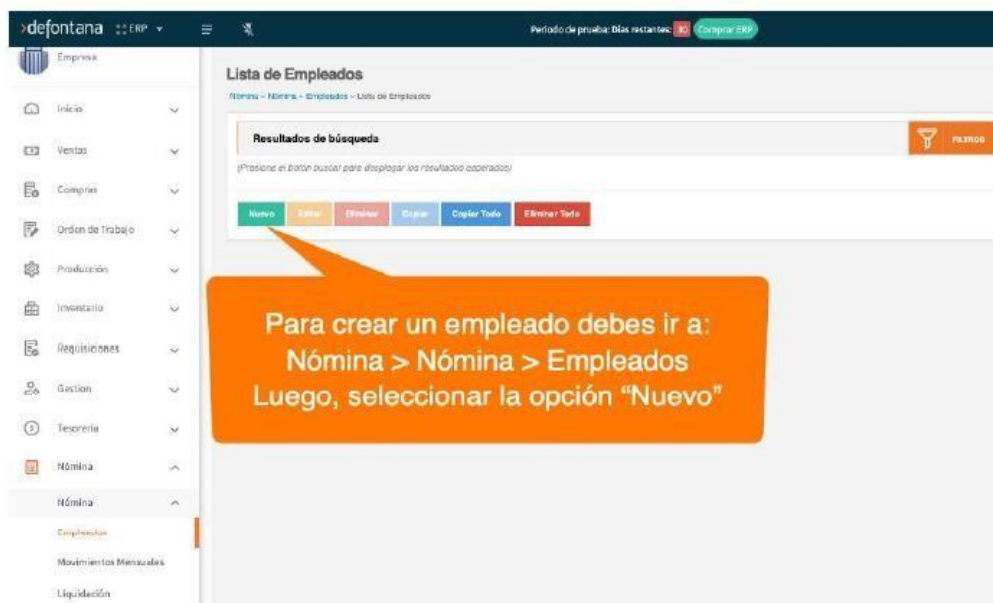 defontana
ERP
Periodo de prueba: Días restantes: 30
Comprar ERP
Empresa
Inicio
Ventas
Compras
Orden de Trabajo
Producción
Inventario
Requisiciones
Gestion
Tesorería
Nómina
Nómina
Empleados
Movimientos Mensuales
Liquidación
Lista de Empleados
Nómina – Nómina – Empleados – Lista de Empleados
Resultados de búsqueda
FILTROS
(Presione el botón buscar para desplegar los resultados esperados)
Nuevo
Editar
Eliminar
Copiar
Copiar Todo
Eliminar Todo
Para crear un empleado debes ir a:
Nómina > Nómina > Empleados
Luego, seleccionar la opción “Nuevo”